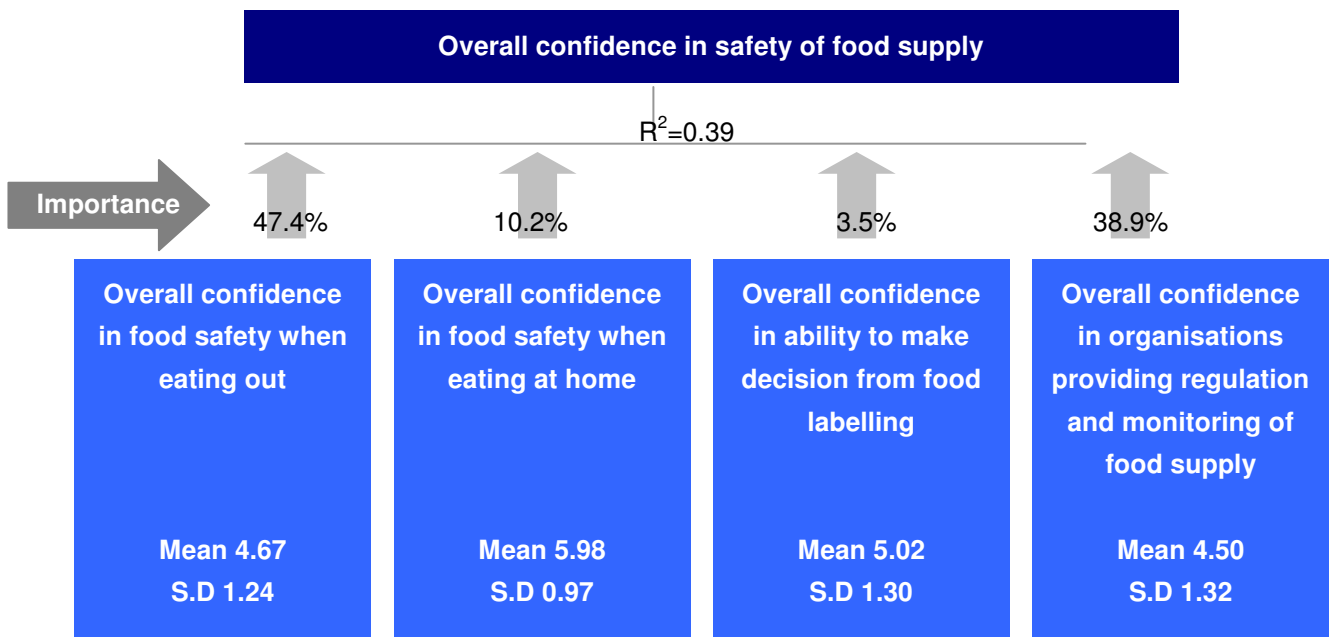 Overall confidence in safety of food supply
R²=0.39
Importance
47.4%
10.2%
3.5%
38.9%
Overall confidence
in food safety when
eating out
Mean 4.67
S.D 1.24
Overall confidence
in food safety when
eating at home
Mean 5.98
S.D 0.97
Overall confidence
in ability to make
decision from food
labelling
Mean 5.02
S.D 1.30
Overall confidence
in organisations
providing regulation
and monitoring of
food supply
Mean 4.50
S.D 1.32